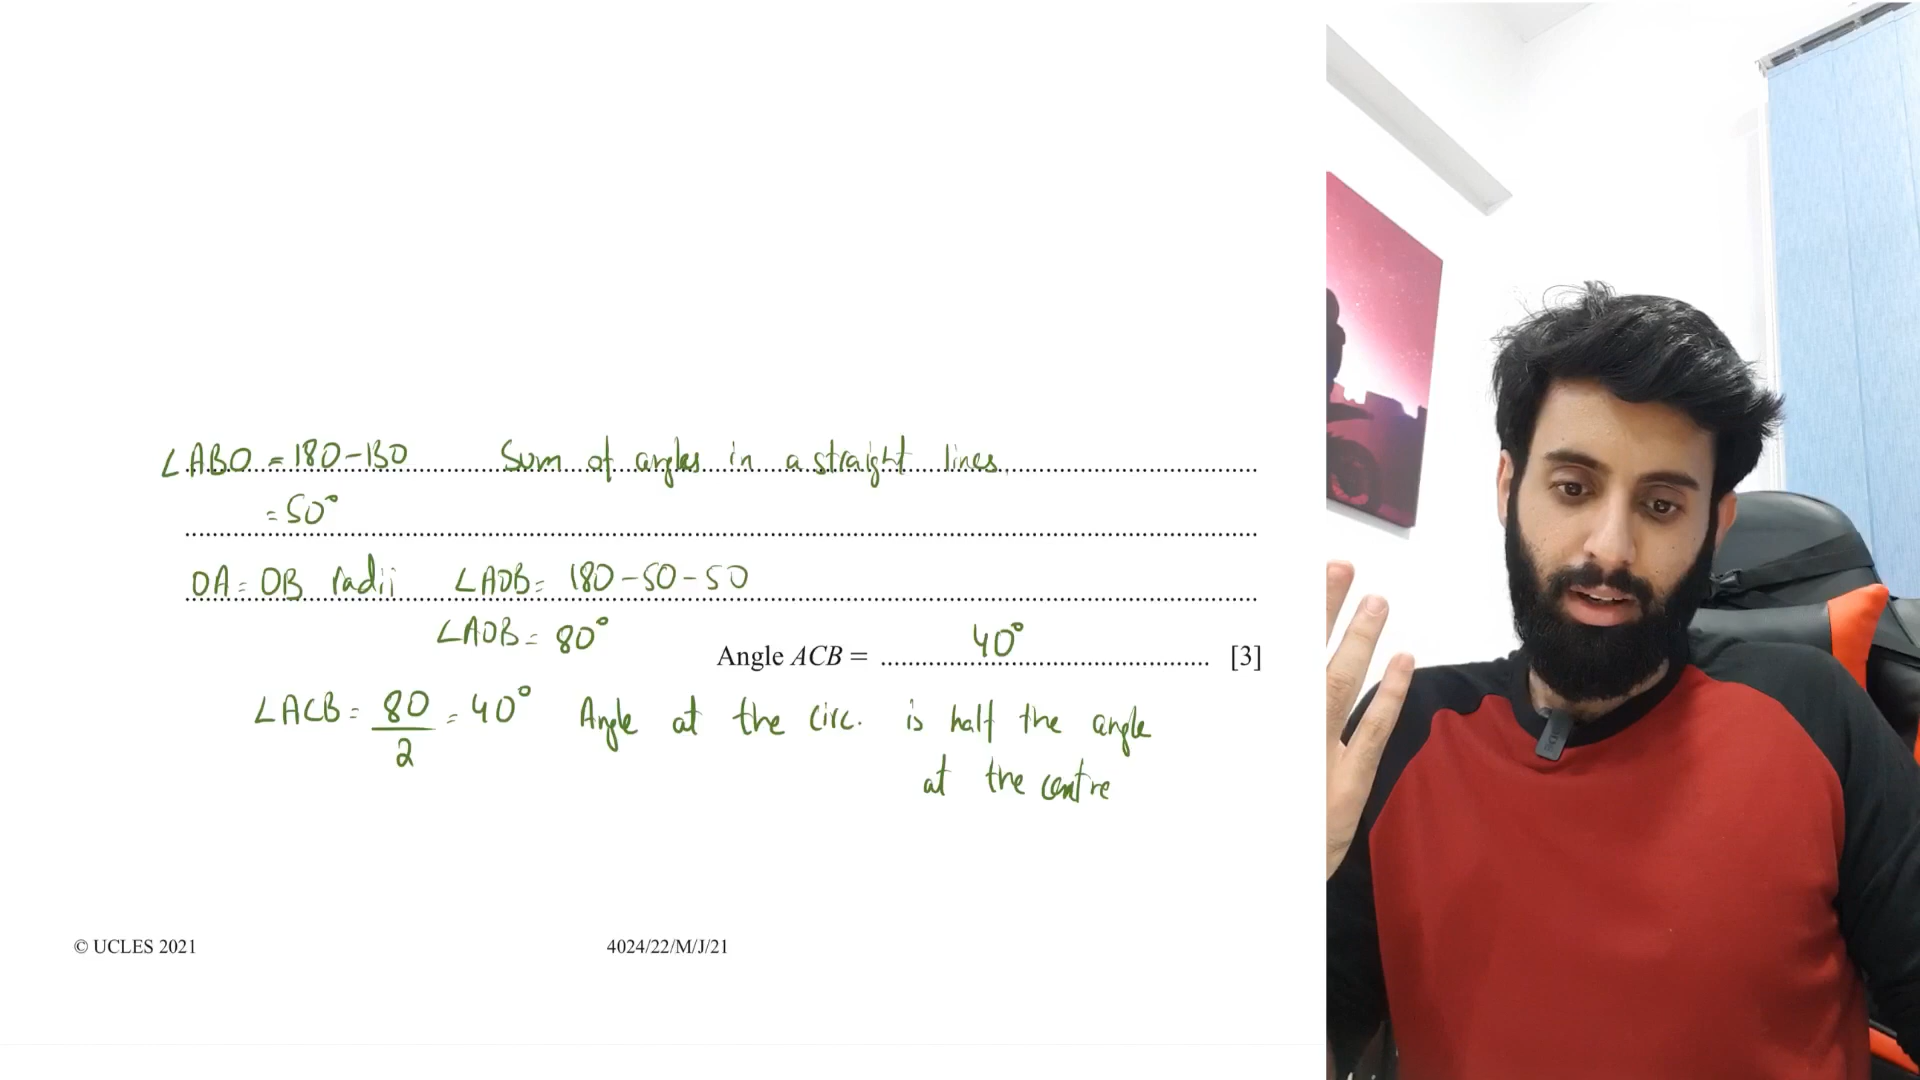 ∠ABO = 180-130 Sum of angles in a straight lines
= 50°
OA = OB radii ∠AOB = 180-50-50
∠AOB = 80°
Angle ACB = 40° [3]
∠ACB = 80/2 = 40° Angle at the circ. is half the angle
at the centre
© UCLES 2021 4024/22/M/J/21